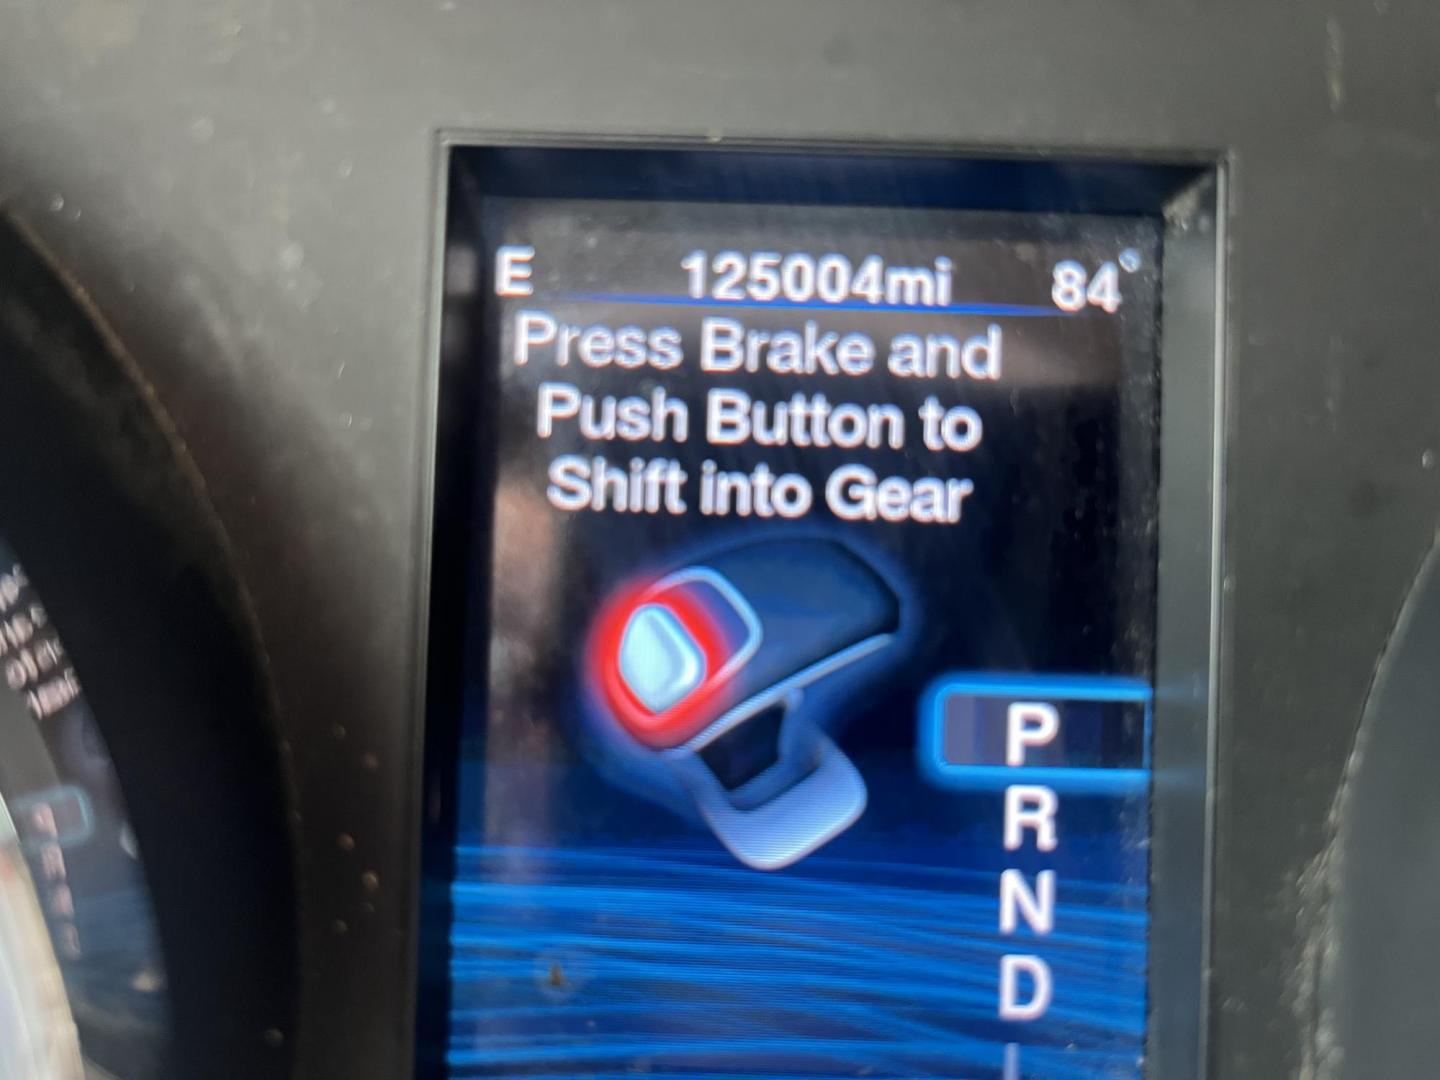 E 125004mi 84°
Press Brake and
Push Button to
Shift into Gear
P
R
N
D